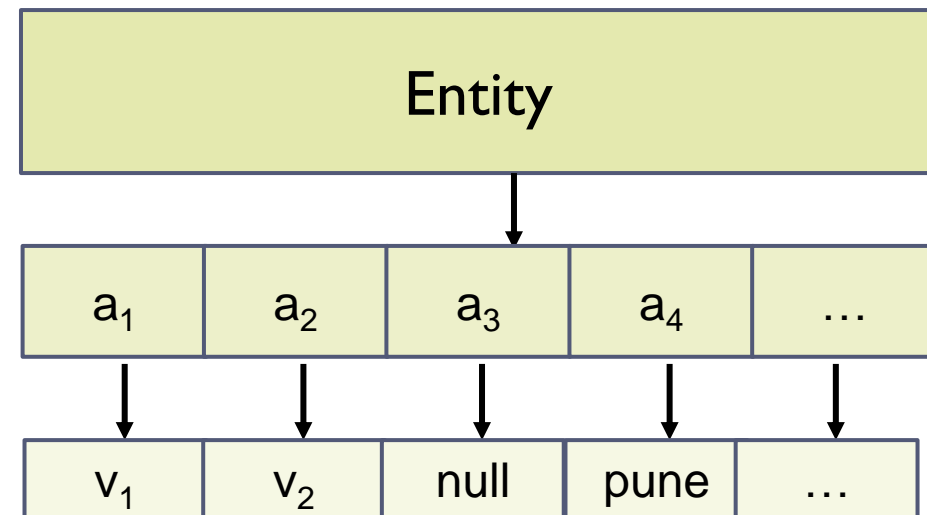 Entity
a₁ a₂ a₃ a₄ …
v₁ v₂ null pune …